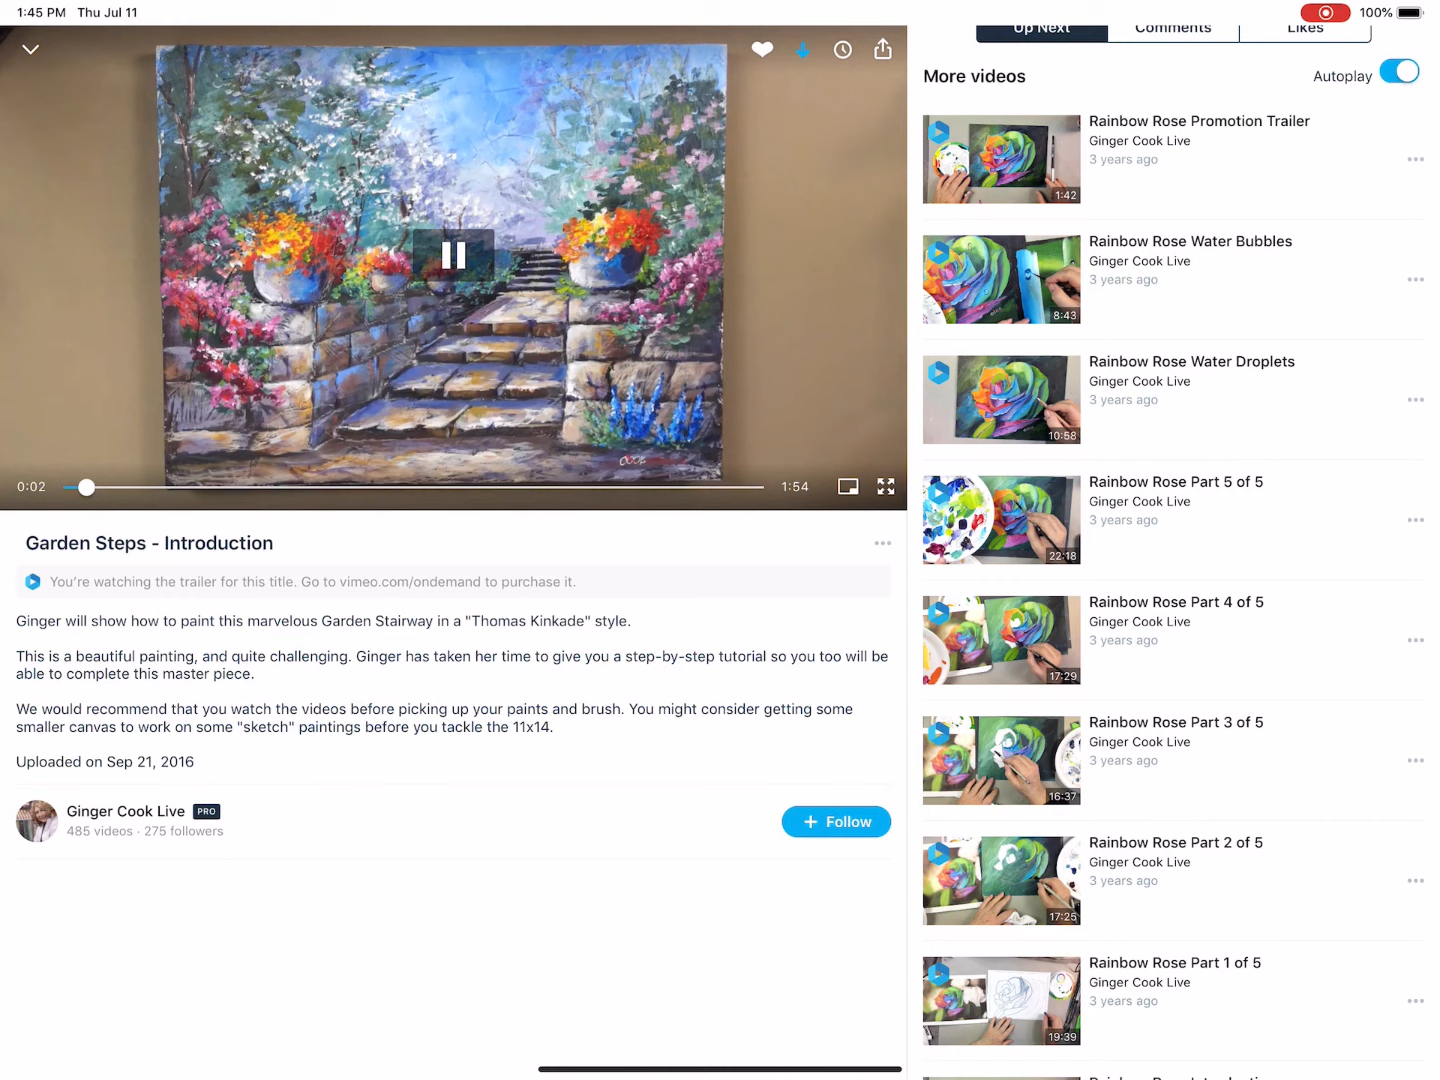 1:45 PM Thu Jul 11
100%
Up Next
Comments
Likes
More videos
Autoplay
COOK
0:02
1:54
Garden Steps - Introduction
You're watching the trailer for this title. Go to vimeo.com/ondemand to purchase it.
Ginger will show how to paint this marvelous Garden Stairway in a "Thomas Kinkade" style.
This is a beautiful painting, and quite challenging. Ginger has taken her time to give you a step-by-step tutorial so you too will be
able to complete this master piece.
We would recommend that you watch the videos before picking up your paints and brush. You might consider getting some
smaller canvas to work on some "sketch" paintings before you tackle the 11x14.
Uploaded on Sep 21, 2016
Ginger Cook Live PRO
485 videos · 275 followers
+ Follow
Rainbow Rose Promotion Trailer
Ginger Cook Live
3 years ago
1:42
Rainbow Rose Water Bubbles
Ginger Cook Live
3 years ago
8:43
Rainbow Rose Water Droplets
Ginger Cook Live
3 years ago
10:58
Rainbow Rose Part 5 of 5
Ginger Cook Live
3 years ago
22:18
Rainbow Rose Part 4 of 5
Ginger Cook Live
3 years ago
17:29
Rainbow Rose Part 3 of 5
Ginger Cook Live
3 years ago
16:37
Rainbow Rose Part 2 of 5
Ginger Cook Live
3 years ago
17:25
Rainbow Rose Part 1 of 5
Ginger Cook Live
3 years ago
19:39